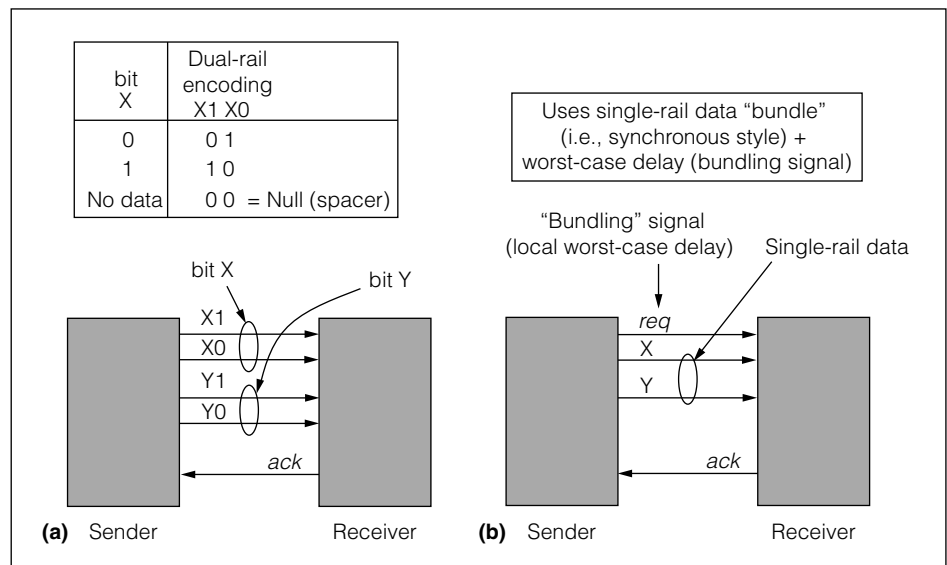 bit
X
Dual-rail
encoding
X1 X0
0
0 1
1
1 0
No data
0 0 = Null (spacer)
bit X
bit Y
X1
X0
Y1
Y0
ack
(a) Sender
Receiver
Uses single-rail data “bundle”
(i.e., synchronous style) +
worst-case delay (bundling signal)
“Bundling” signal
(local worst-case delay)
Single-rail data
req
X
Y
ack
(b) Sender
Receiver